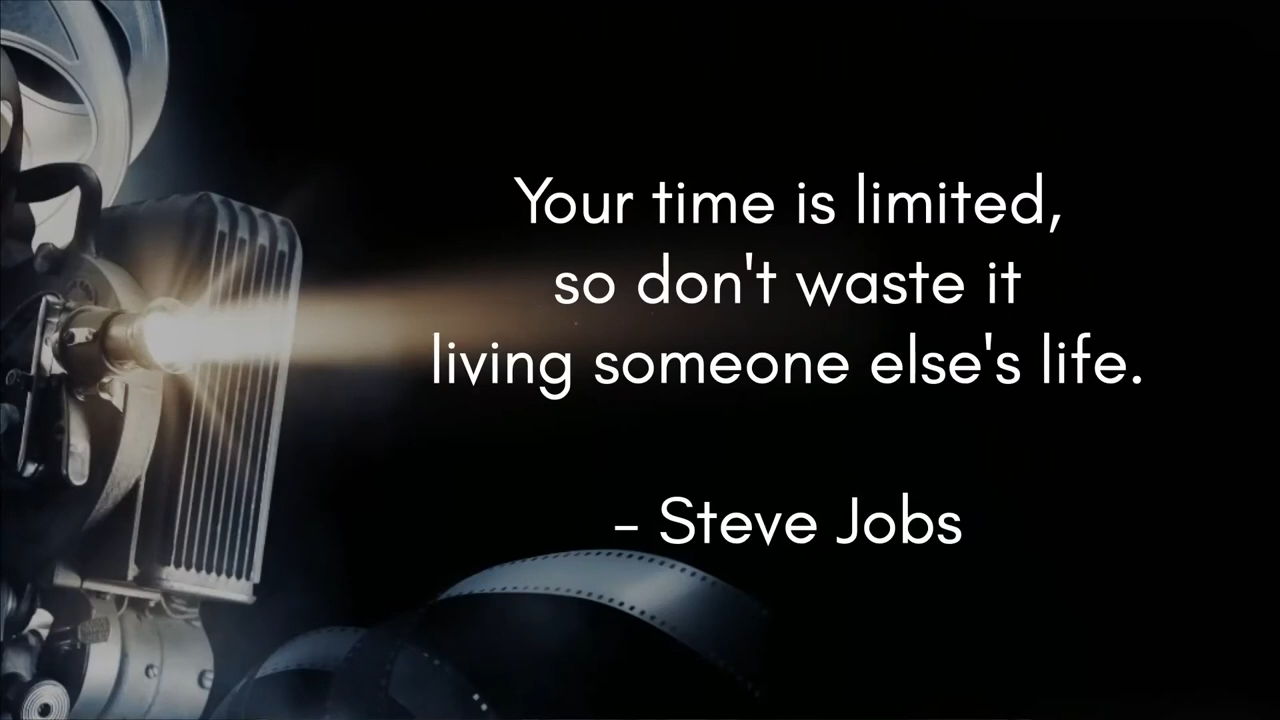 Your time is limited,
so don't waste it
living someone else's life.
– Steve Jobs